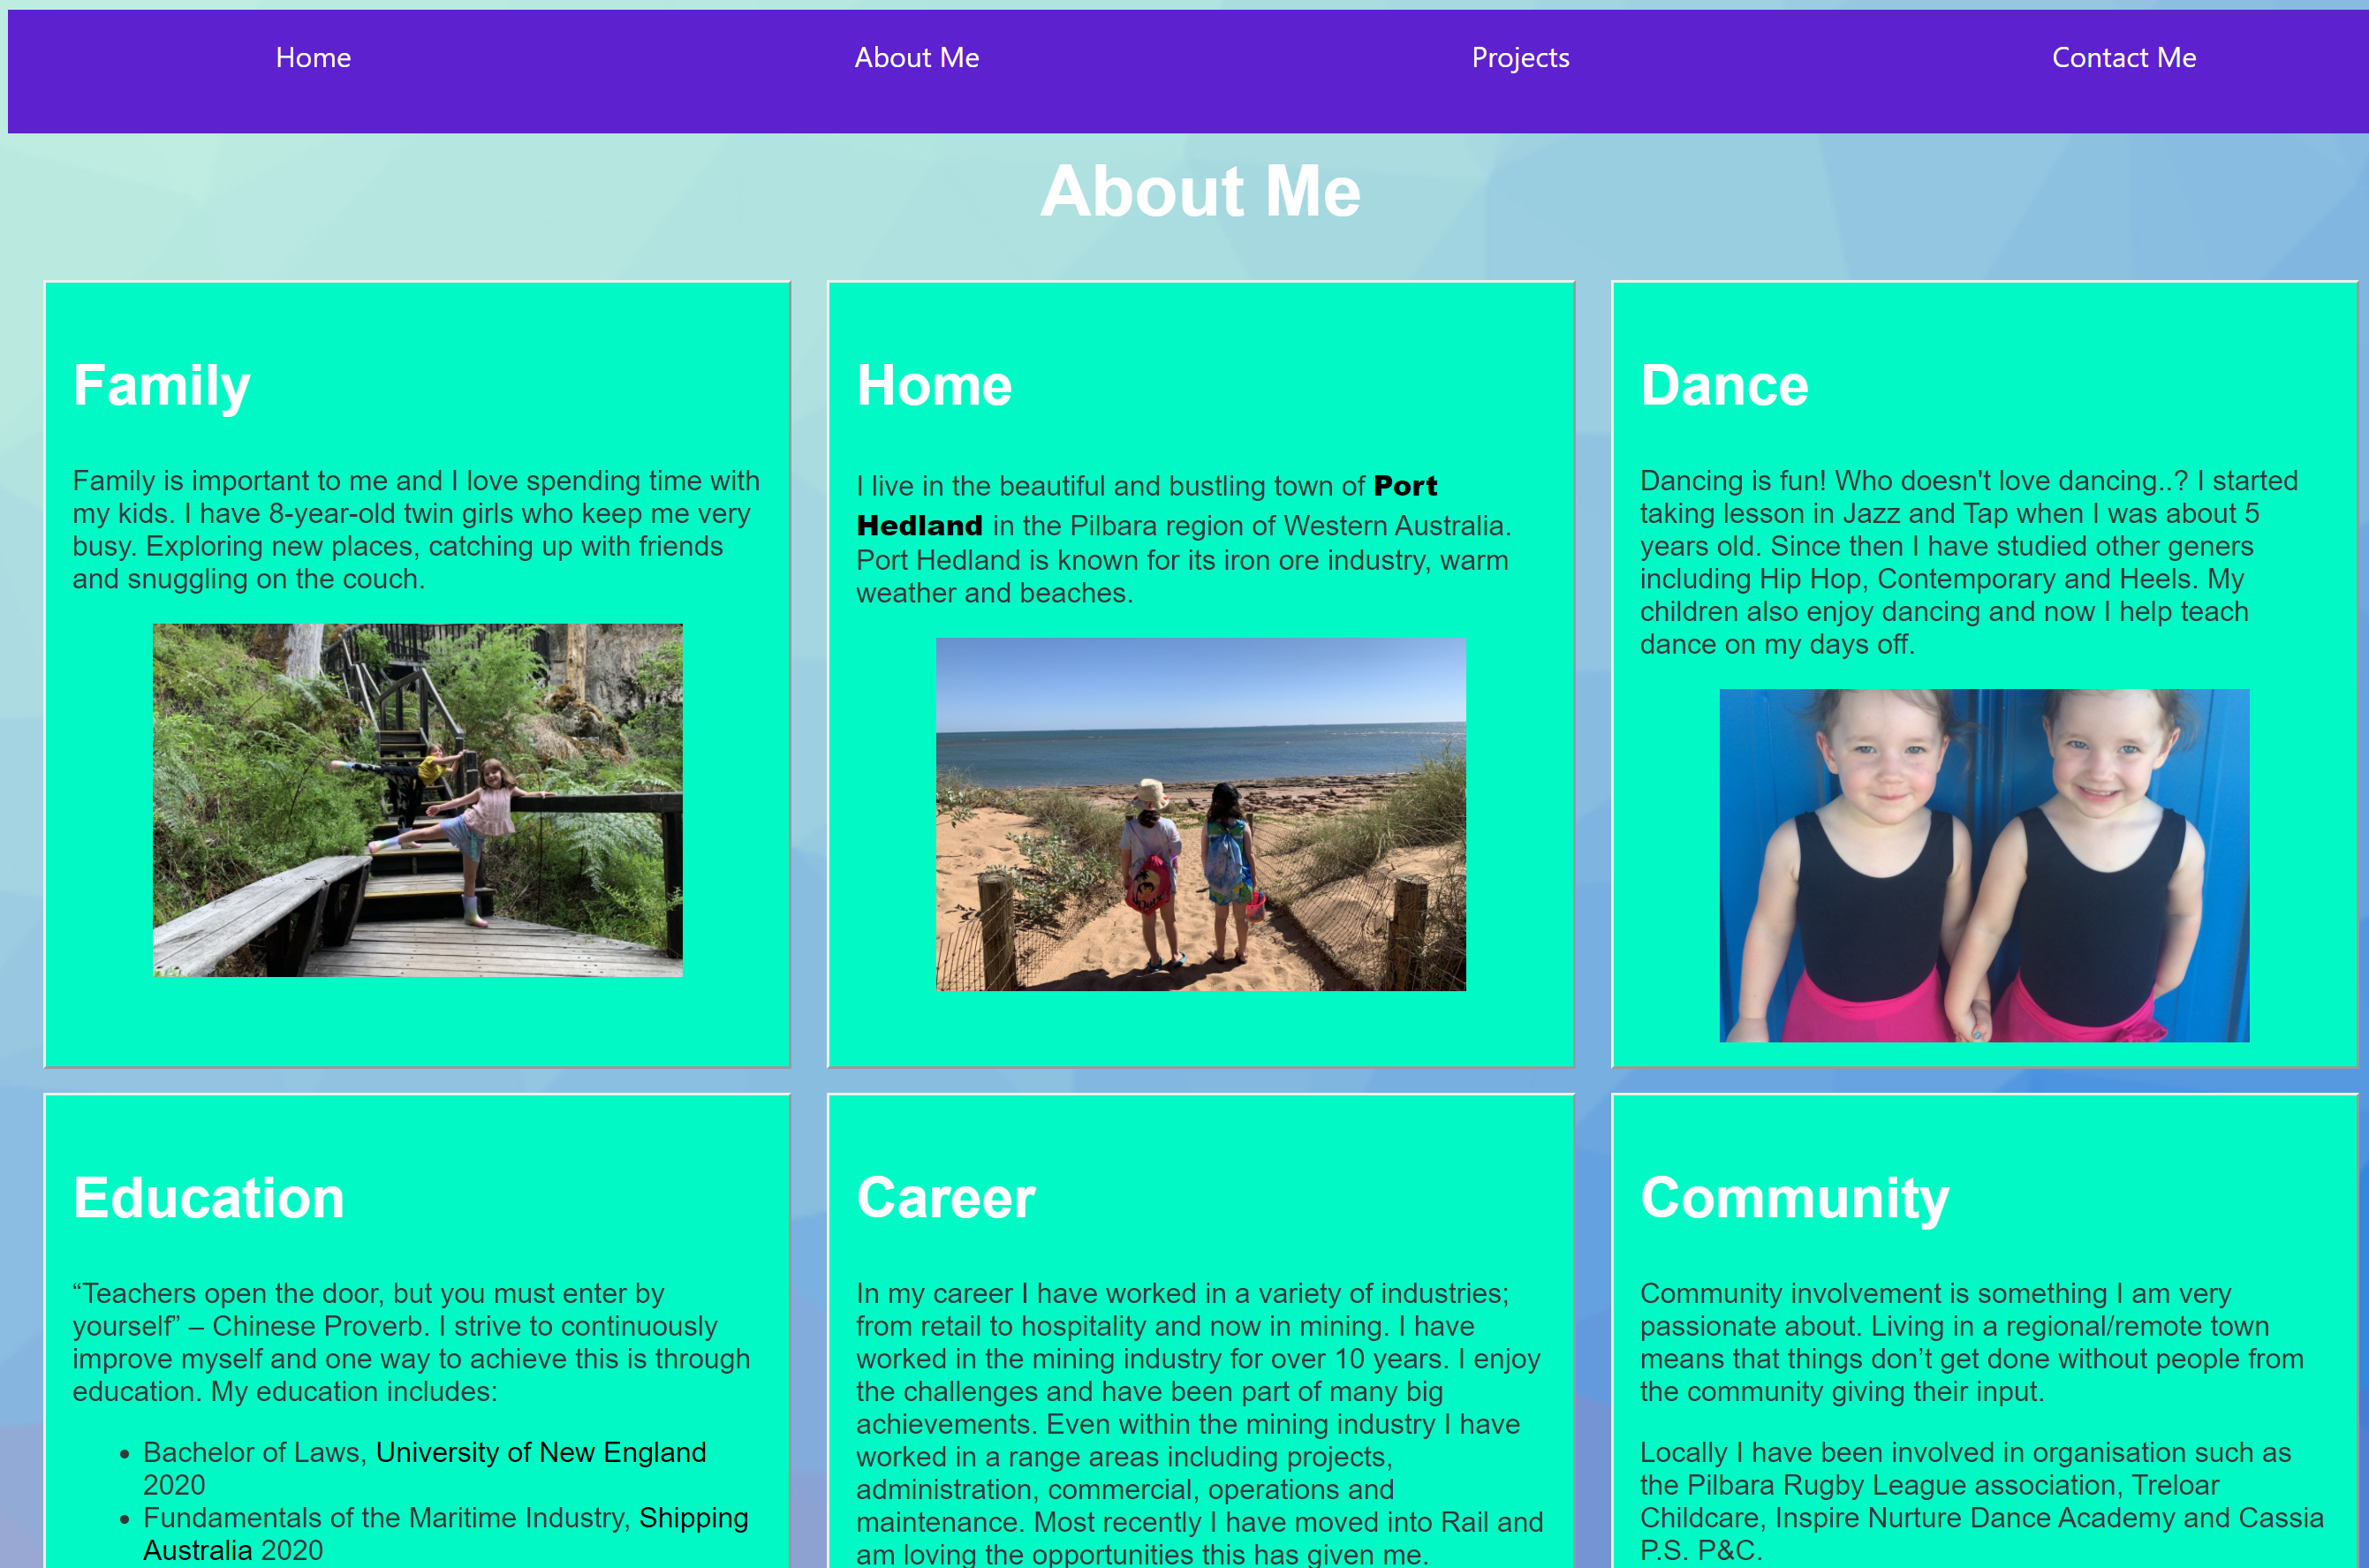 Home
About Me
Projects
Contact Me
About Me
Family
Family is important to me and I love spending time with
my kids. I have 8-year-old twin girls who keep me very
busy. Exploring new places, catching up with friends
and snuggling on the couch.
Home
I live in the beautiful and bustling town of Port
Hedland in the Pilbara region of Western Australia.
Port Hedland is known for its iron ore industry, warm
weather and beaches.
Dance
Dancing is fun! Who doesn't love dancing..? I started
taking lesson in Jazz and Tap when I was about 5
years old. Since then I have studied other geners
including Hip Hop, Contemporary and Heels. My
children also enjoy dancing and now I help teach
dance on my days off.
Education
“Teachers open the door, but you must enter by
yourself” – Chinese Proverb. I strive to continuously
improve myself and one way to achieve this is through
education. My education includes:
• Bachelor of Laws, University of New England
2020
• Fundamentals of the Maritime Industry, Shipping
Australia 2020
Career
In my career I have worked in a variety of industries;
from retail to hospitality and now in mining. I have
worked in the mining industry for over 10 years. I enjoy
the challenges and have been part of many big
achievements. Even within the mining industry I have
worked in a range areas including projects,
administration, commercial, operations and
maintenance. Most recently I have moved into Rail and
am loving the opportunities this has given me.
Community
Community involvement is something I am very
passionate about. Living in a regional/remote town
means that things don’t get done without people from
the community giving their input.
Locally I have been involved in organisation such as
the Pilbara Rugby League association, Treloar
Childcare, Inspire Nurture Dance Academy and Cassia
P.S. P&C.